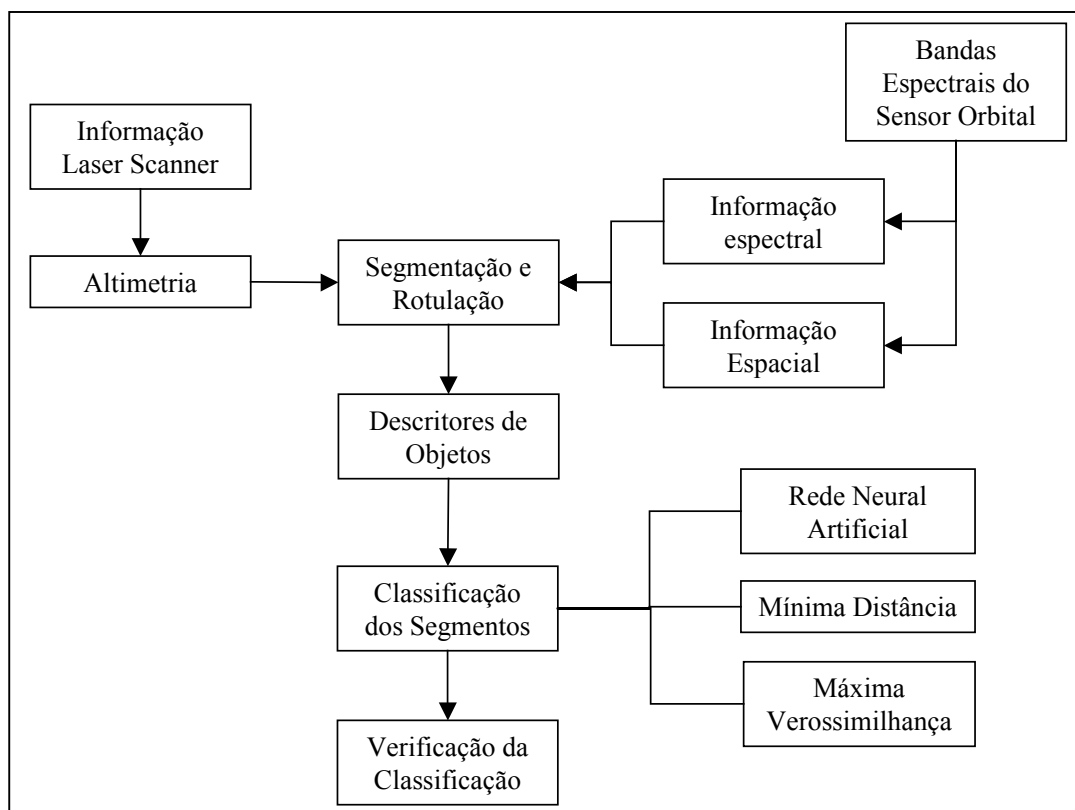 Bandas
Espectrais do
Sensor Orbital
Informação
Laser Scanner
Informação
espectral
Altimetria
Segmentação e
Rotulação
Informação
Espacial
Descritores de
Objetos
Rede Neural
Artificial
Classificação
dos Segmentos
Mínima Distância
Máxima
Verossimilhança
Verificação da
Classificação